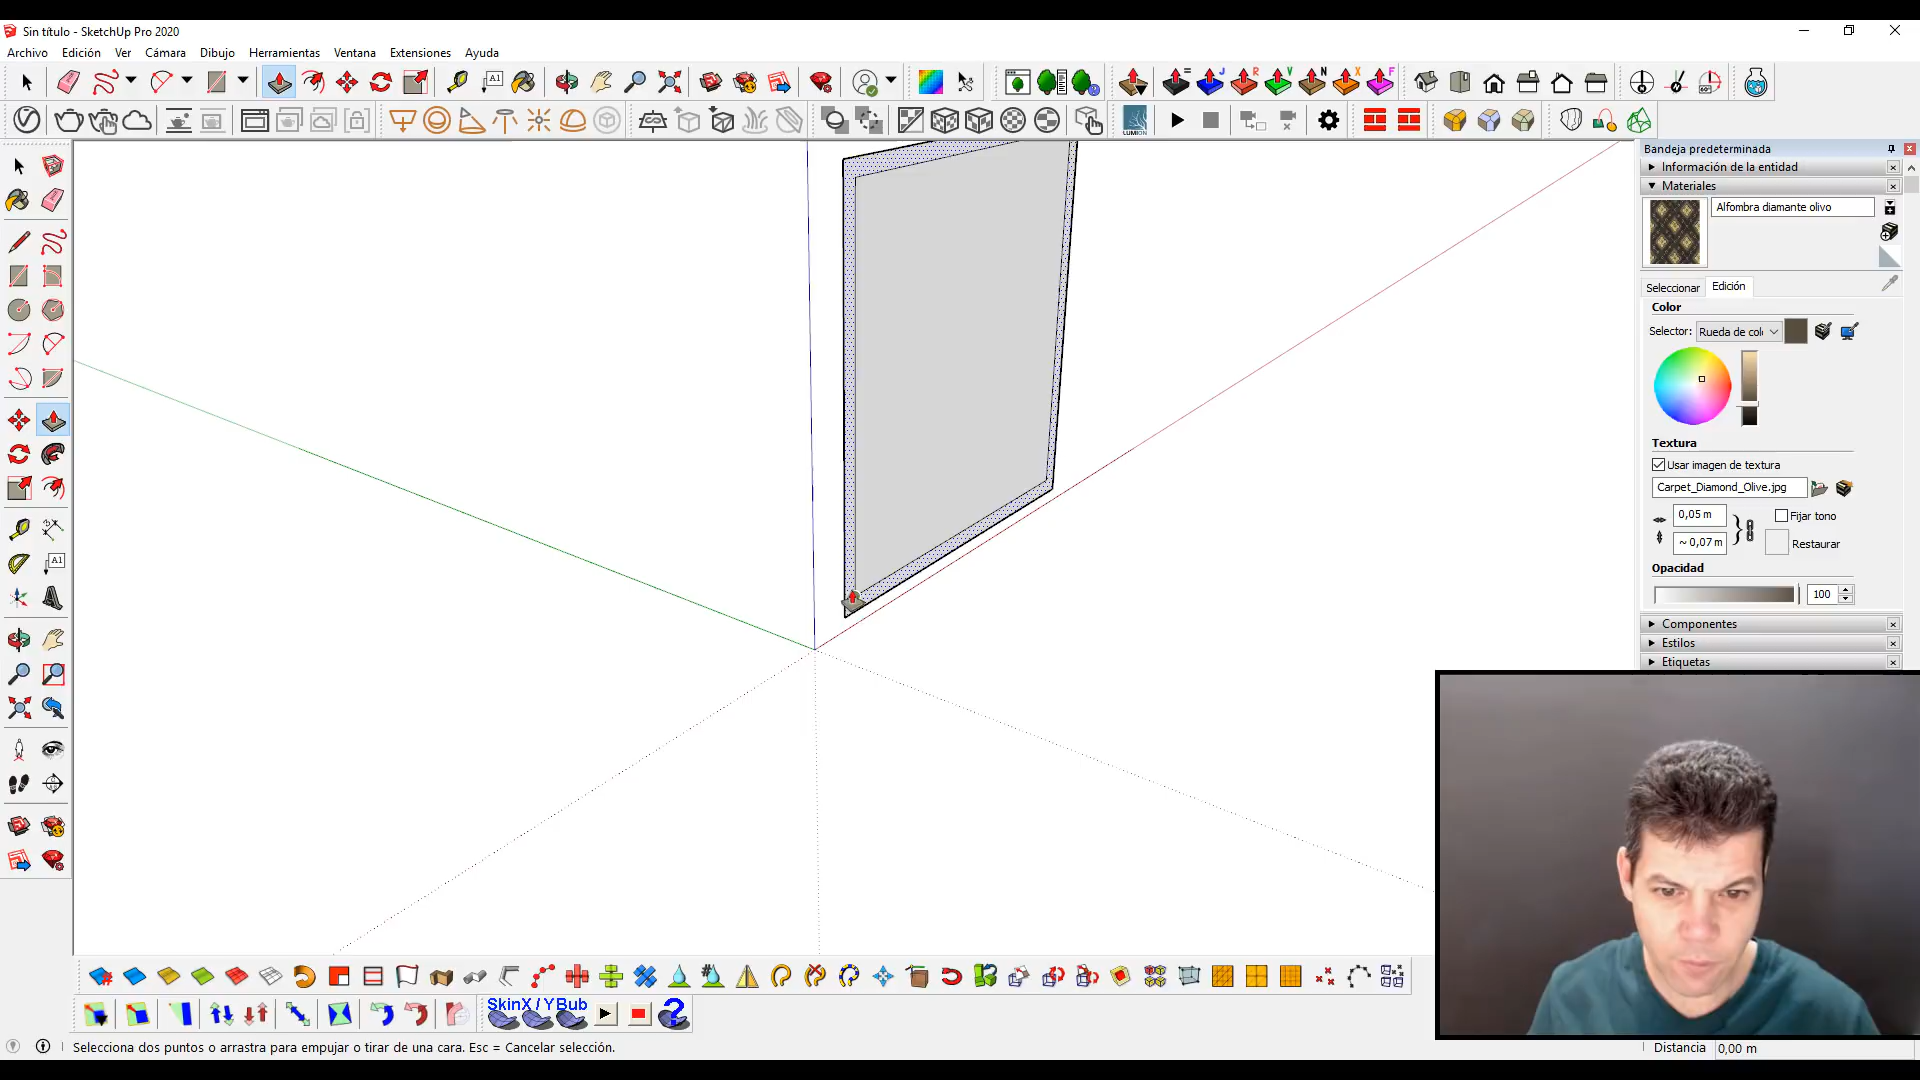 Sin título - SketchUp Pro 2020
Archivo Edición Ver Cámara Dibujo Herramientas Ventana Extensiones Ayuda
A1
J R V N X F
LUMION
Bandeja predeterminada
Información de la entidad
Materiales
Alfombra diamante olivo
Seleccionar Edición
Color
Selector: Rueda de col
Textura
Usar imagen de textura
Carpet_Diamond_Olive.jpg
0,05 m
Fijar tono
~ 0,07 m
Restaurar
A1
Opacidad
100
Componentes
Estilos
Etiquetas
SkinX / YBub
Selecciona dos puntos o arrastra para empujar o tirar de una cara. Esc = Cancelar selección.
Distancia 0,00 m